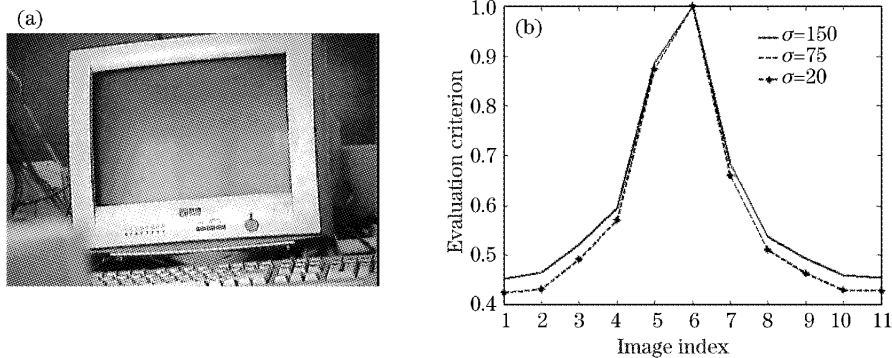 (a)
(b)
σ=150
σ=75
σ=20
Evaluation criterion
1.0
0.9
0.8
0.7
0.6
0.5
0.4
1 2 3 4 5 6 7 8 9 10 11
Image index